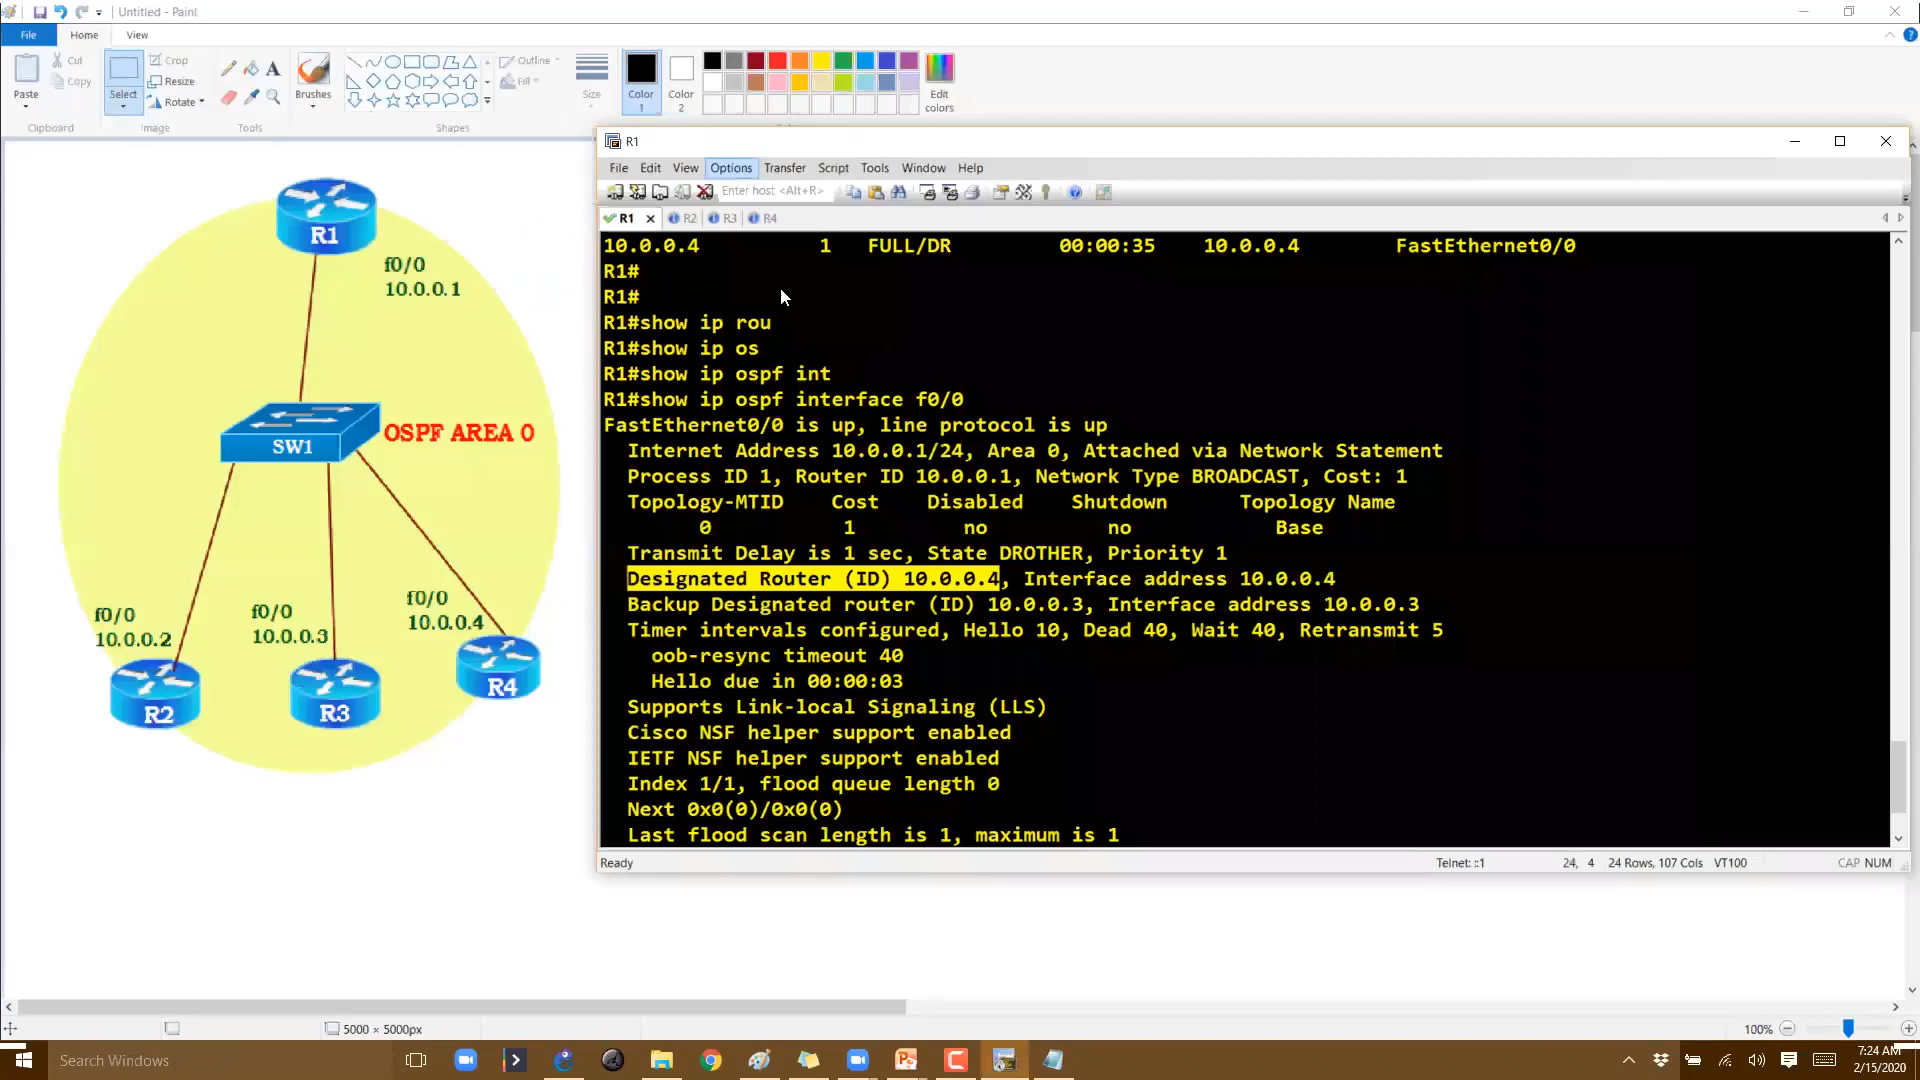 Untitled - Paint
File Home View
Paste
Cut
Copy
Clipboard
Select
Crop
Resize
Rotate
Image
A
Tools
Brushes
Outline
Fill
Shapes
Size
Color 1
Color 2
Edit colors
R1
f0/0
10.0.0.1
SW1
OSPF AREA 0
f0/0
10.0.0.2
f0/0
10.0.0.3
f0/0
10.0.0.4
R2
R3
R4
R1
File Edit View Options Transfer Script Tools Window Help
Enter host <Alt+R>
R1 R2 R3 R4
10.0.0.4 1 FULL/DR 00:00:35 10.0.0.4 FastEthernet0/0
R1#
R1#
R1#show ip rou
R1#show ip os
R1#show ip ospf int
R1#show ip ospf interface f0/0
FastEthernet0/0 is up, line protocol is up
Internet Address 10.0.0.1/24, Area 0, Attached via Network Statement
Process ID 1, Router ID 10.0.0.1, Network Type BROADCAST, Cost: 1
Topology-MTID Cost Disabled Shutdown Topology Name
0 1 no no Base
Transmit Delay is 1 sec, State DROTHER, Priority 1
Designated Router (ID) 10.0.0.4, Interface address 10.0.0.4
Backup Designated router (ID) 10.0.0.3, Interface address 10.0.0.3
Timer intervals configured, Hello 10, Dead 40, Wait 40, Retransmit 5
oob-resync timeout 40
Hello due in 00:00:03
Supports Link-local Signaling (LLS)
Cisco NSF helper support enabled
IETF NSF helper support enabled
Index 1/1, flood queue length 0
Next 0x0(0)/0x0(0)
Last flood scan length is 1, maximum is 1
Ready Telnet: ::1 24, 4 24 Rows, 107 Cols VT100 CAP NUM
5000 × 5000px 100%
Search Windows
7:24 AM
2/15/2020